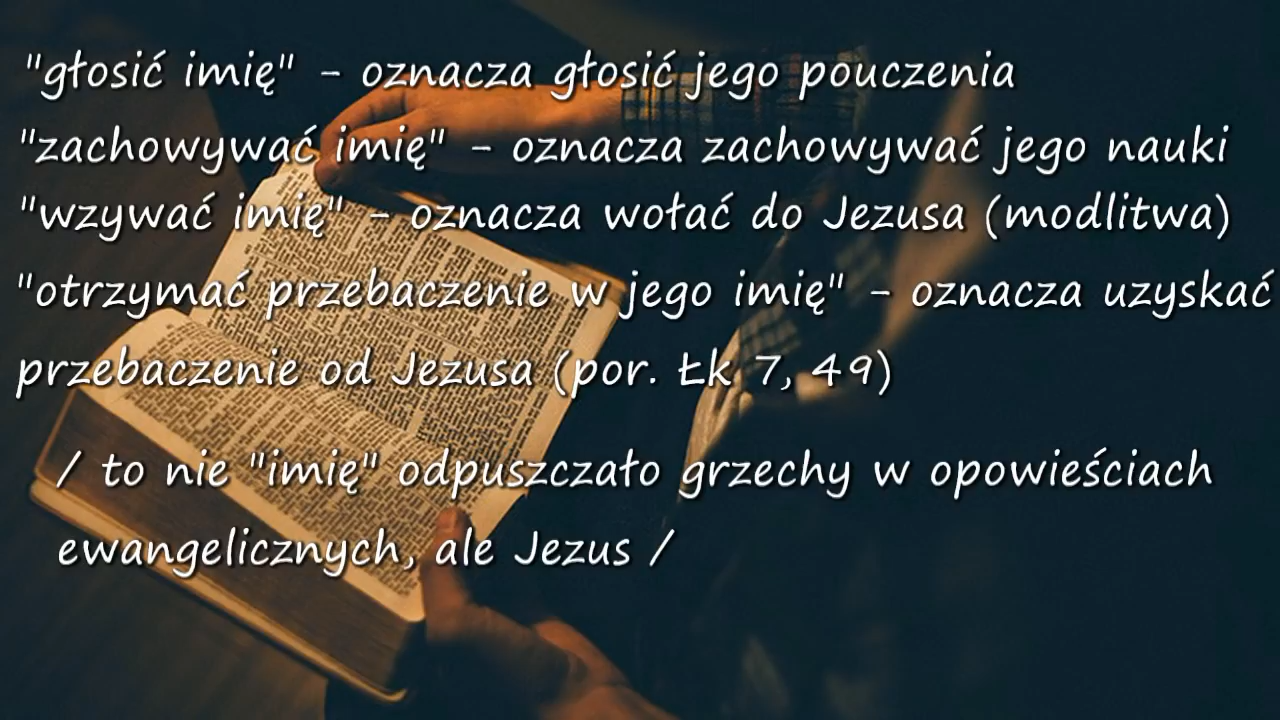 "głosić imię" - oznacza głosić jego pouczenia
"zachowywać imię" - oznacza zachowywać jego nauki
"wzywać imię" - oznacza wołać do Jezusa (modlitwa)
"otrzymać przebaczenie w jego imię" - oznacza uzyskać
przebaczenie od Jezusa (por. Łk 7, 49)
/ to nie "imię" odpuszczało grzechy w opowieściach
ewangelicznych, ale Jezus /